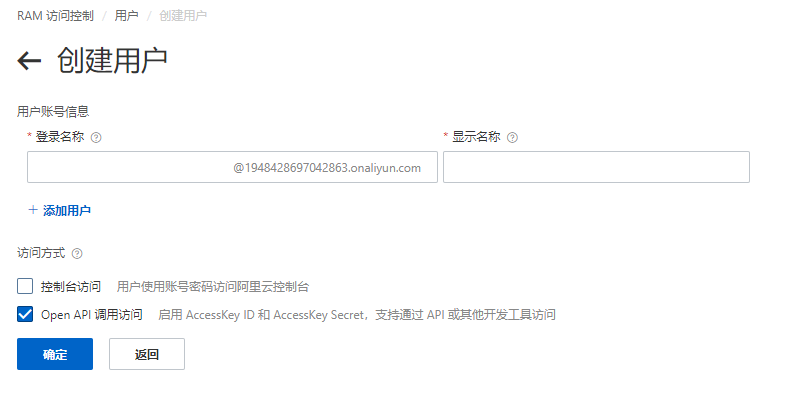 RAM 访问控制 / 用户 / 创建用户
← 创建用户
用户账号信息
* 登录名称 ? * 显示名称 ?
@1948428697042863.onaliyun.com
+ 添加用户
访问方式 ?
控制台访问 用户使用账号密码访问阿里云控制台
Open API 调用访问 启用 AccessKey ID 和 AccessKey Secret，支持通过 API 或其他开发工具访问
确定 返回